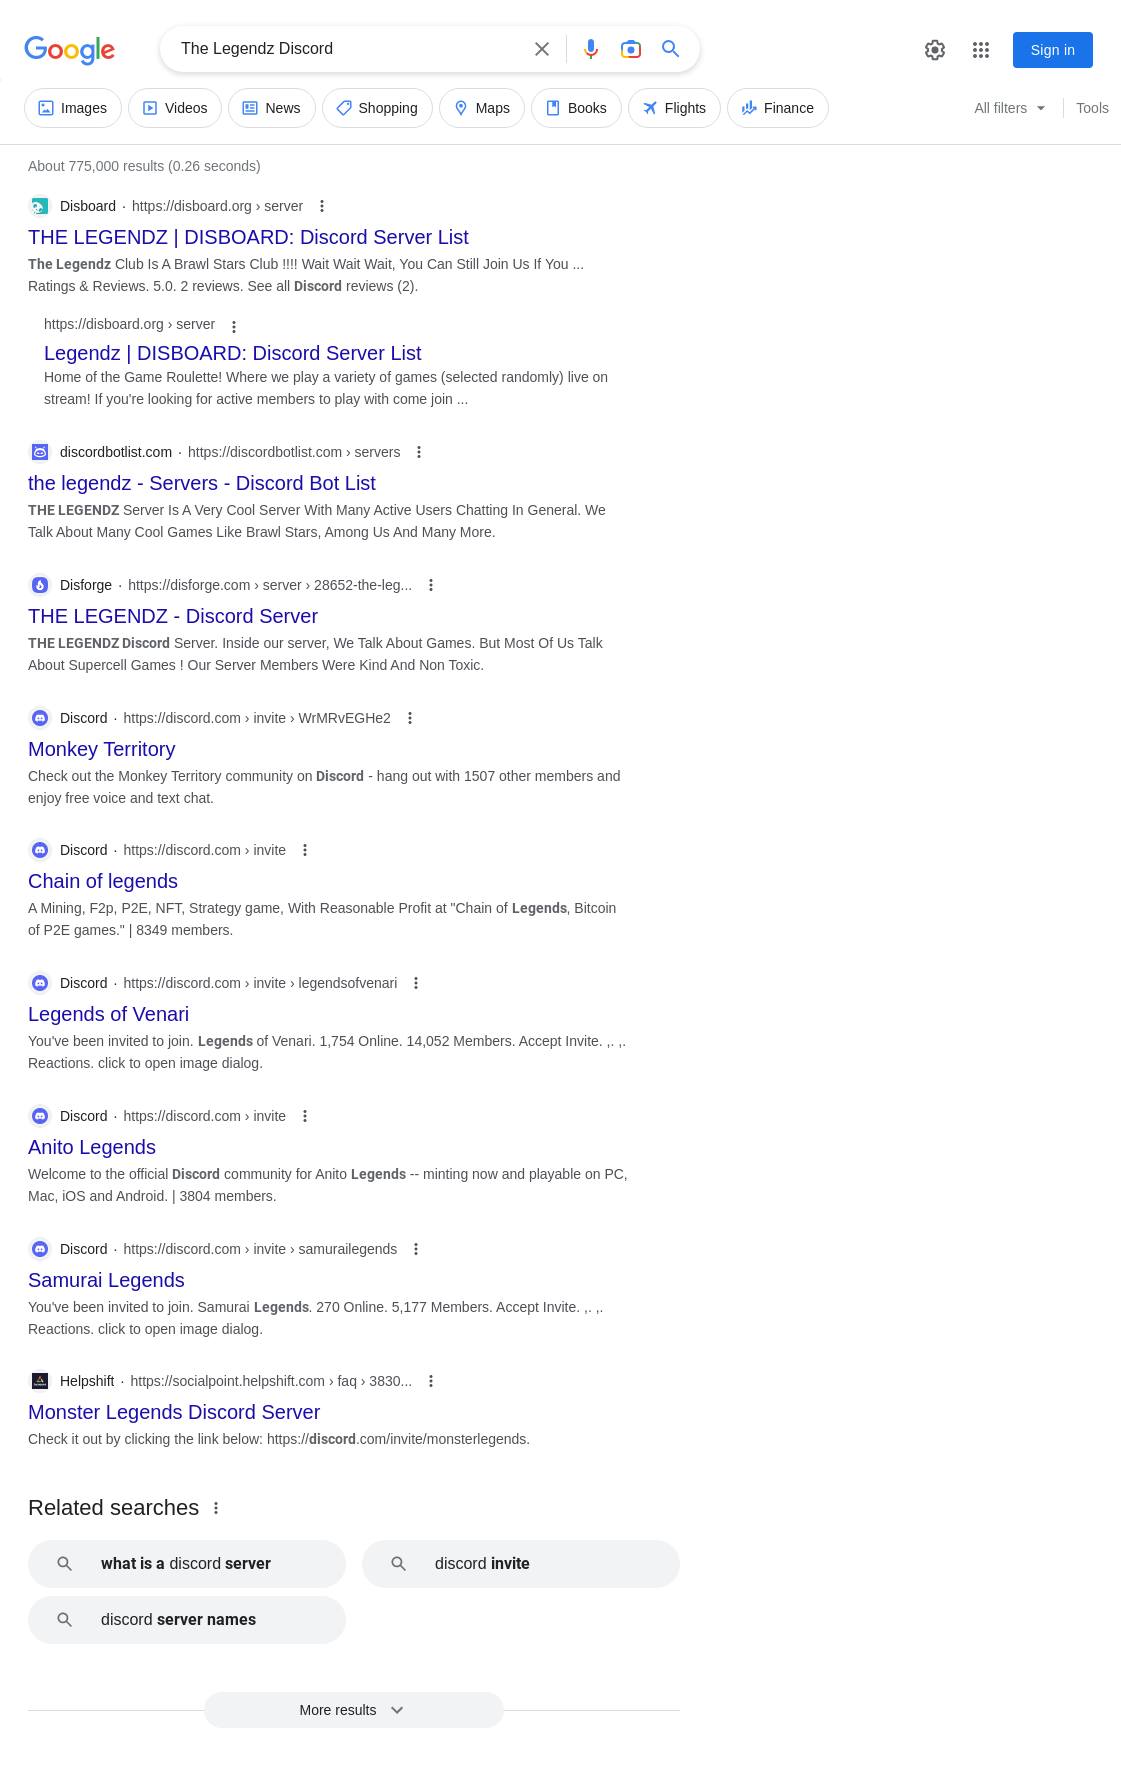 Google
The Legendz Discord
Sign in
Images Videos News Shopping Maps Books Flights Finance All filters Tools
About 775,000 results (0.26 seconds)
Disboard · https://disboard.org › server
THE LEGENDZ | DISBOARD: Discord Server List
The Legendz Club Is A Brawl Stars Club !!!! Wait Wait Wait, You Can Still Join Us If You ...
Ratings & Reviews. 5.0. 2 reviews. See all Discord reviews (2).
https://disboard.org › server
Legendz | DISBOARD: Discord Server List
Home of the Game Roulette! Where we play a variety of games (selected randomly) live on
stream! If you're looking for active members to play with come join ...
discordbotlist.com · https://discordbotlist.com › servers
the legendz - Servers - Discord Bot List
THE LEGENDZ Server Is A Very Cool Server With Many Active Users Chatting In General. We
Talk About Many Cool Games Like Brawl Stars, Among Us And Many More.
Disforge · https://disforge.com › server › 28652-the-leg...
THE LEGENDZ - Discord Server
THE LEGENDZ Discord Server. Inside our server, We Talk About Games. But Most Of Us Talk
About Supercell Games ! Our Server Members Were Kind And Non Toxic.
Discord · https://discord.com › invite › WrMRvEGHe2
Monkey Territory
Check out the Monkey Territory community on Discord - hang out with 1507 other members and
enjoy free voice and text chat.
Discord · https://discord.com › invite
Chain of legends
A Mining, F2p, P2E, NFT, Strategy game, With Reasonable Profit at "Chain of Legends, Bitcoin
of P2E games." | 8349 members.
Discord · https://discord.com › invite › legendsofvenari
Legends of Venari
You've been invited to join. Legends of Venari. 1,754 Online. 14,052 Members. Accept Invite. ,. ,.
Reactions. click to open image dialog.
Discord · https://discord.com › invite
Anito Legends
Welcome to the official Discord community for Anito Legends -- minting now and playable on PC,
Mac, iOS and Android. | 3804 members.
Discord · https://discord.com › invite › samurailegends
Samurai Legends
You've been invited to join. Samurai Legends. 270 Online. 5,177 Members. Accept Invite. ,. ,.
Reactions. click to open image dialog.
Helpshift · https://socialpoint.helpshift.com › faq › 3830...
Monster Legends Discord Server
Check it out by clicking the link below: https://discord.com/invite/monsterlegends.
Related searches
what is a discord server
discord invite
discord server names
More results